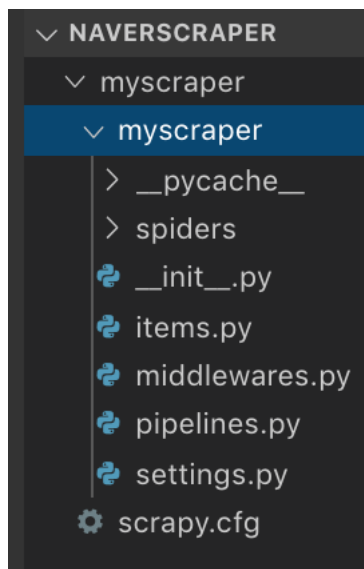 NAVERSCRAPER
myscraper
myscraper
__pycache__
spiders
__init__.py
items.py
middlewares.py
pipelines.py
settings.py
scrapy.cfg